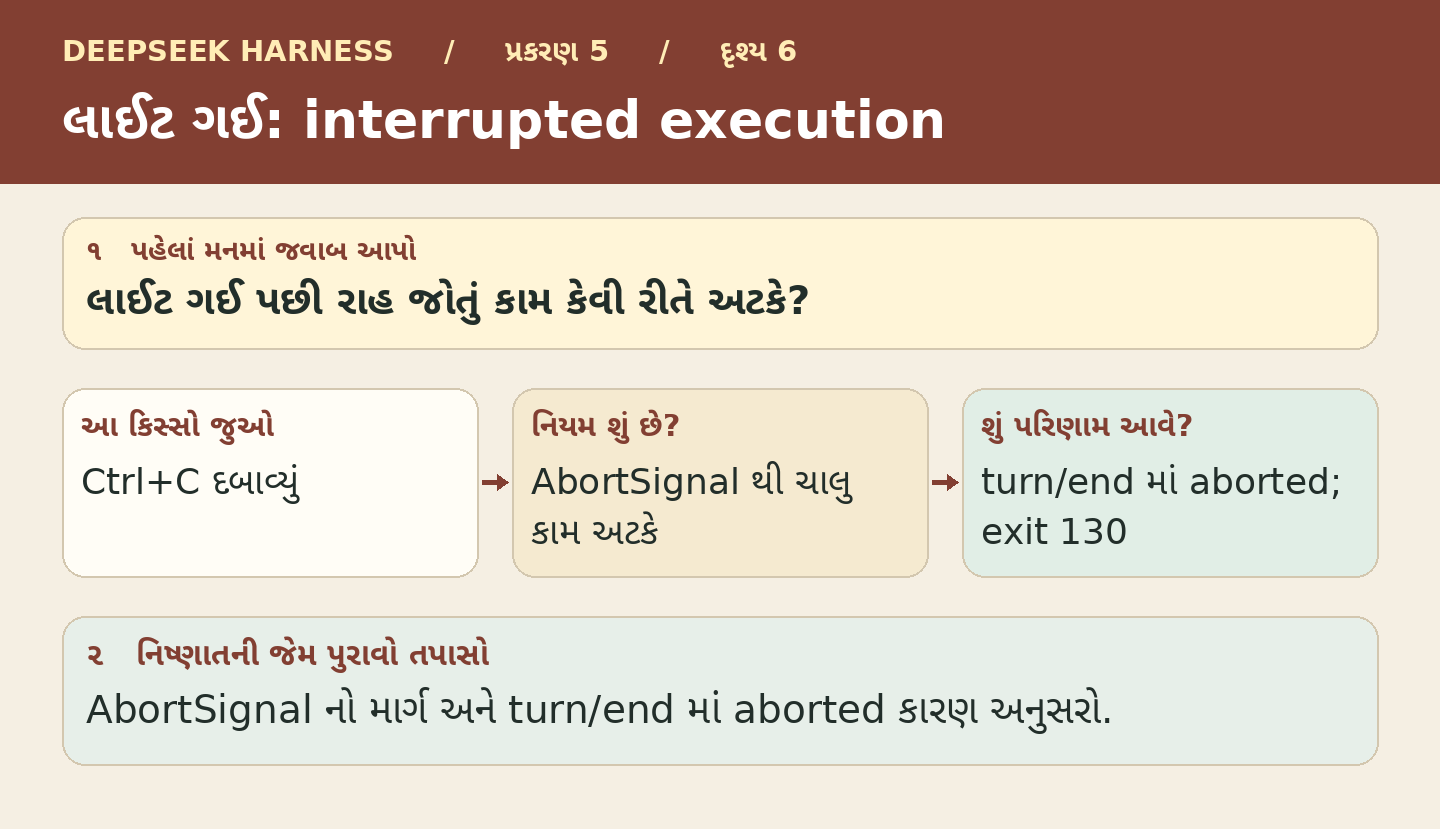 DEEPSEEK HARNESS / પ્રકરણ 5 / દૃશ્ય 6
લાઈટ ગઈ: interrupted execution
૧ પહેલાં મનમાં જવાબ આપો
લાઈટ ગઈ પછી રાહ જોતું કામ કેવી રીતે અટકે?
આ કિસ્સો જુઓ
Ctrl+C દબાવ્યું
નિયમ શું છે?
AbortSignal થી ચાલુ
કામ અટકે
શું પરિણામ આવે?
turn/end માં aborted;
exit 130
૨ નિષ્ણાતની જેમ પુરાવો તપાસો
AbortSignal નો માર્ગ અને turn/end માં aborted કારણ અનુસરો.